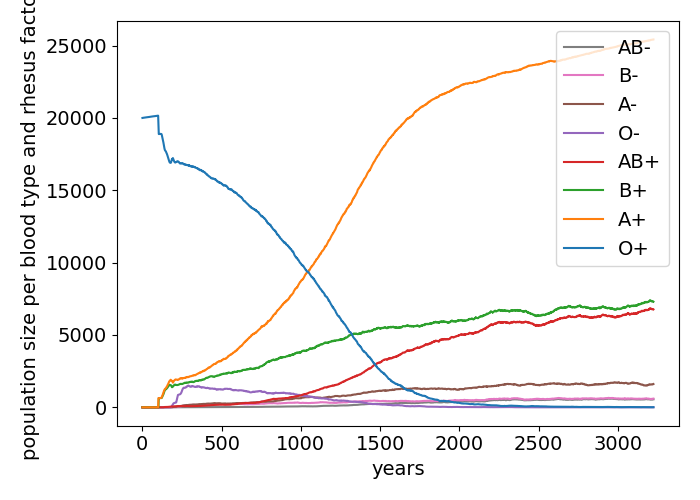 population size per blood type and rhesus facto
25000
20000
15000
10000
5000
0
0 500 1000 1500 2000 2500 3000
years
AB-
B-
A-
O-
AB+
B+
A+
O+